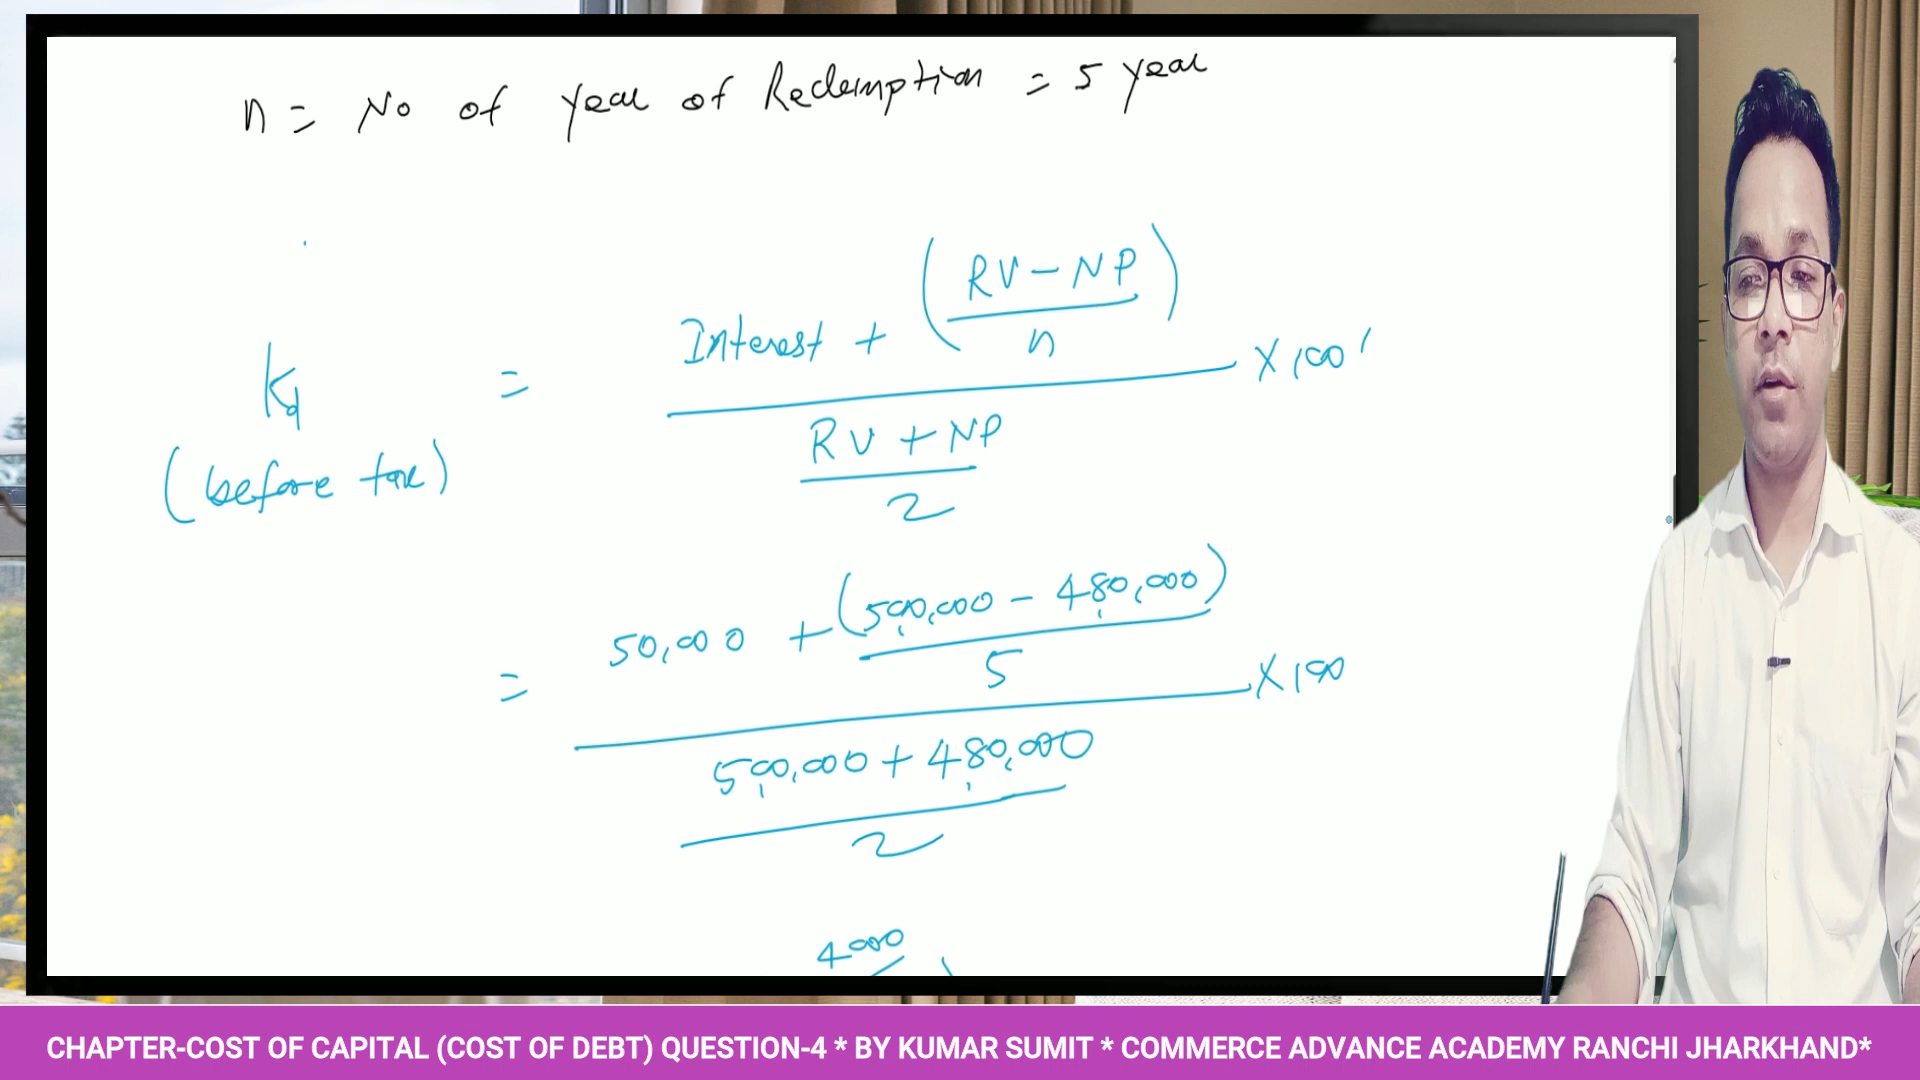 n = No of year of Redemption = 5 year
Kd (before tax) = Interest + (RV - NP / n) / RV + NP / 2 × 100
= 50,000 + (500,000 - 480,000) / 5 / 500,000 + 480,000 / 2 × 100
4000
CHAPTER-COST OF CAPITAL (COST OF DEBT) QUESTION-4 * BY KUMAR SUMIT * COMMERCE ADVANCE ACADEMY RANCHI JHARKHAND*